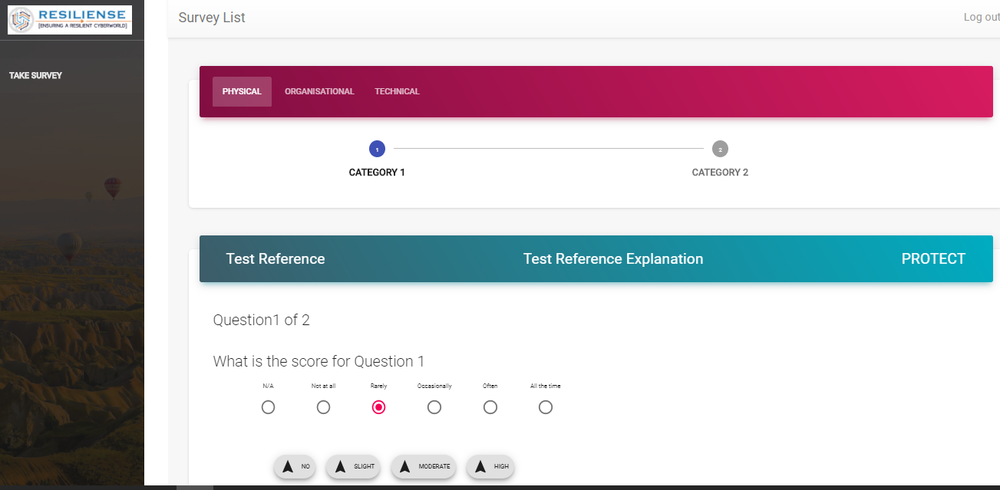 RESILIENSE
[ENSURING A RESILIENT CYBERWORLD]
Survey List
Log out
TAKE SURVEY
PHYSICAL ORGANISATIONAL TECHNICAL
1 2
CATEGORY 1 CATEGORY 2
Test Reference Test Reference Explanation PROTECT
Question1 of 2
What is the score for Question 1
N/A Not at all Rarely Occasionally Often All the time
NO SLIGHT MODERATE HIGH